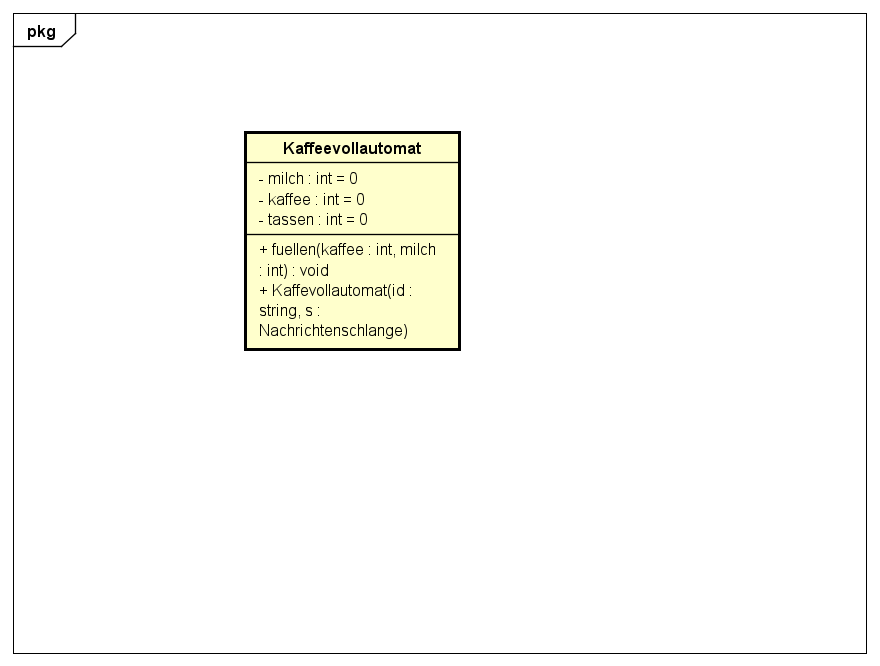 pkg
Kaffeevollautomat
- milch : int = 0
- kaffee : int = 0
- tassen : int = 0
+ fuellen(kaffee : int, milch
: int) : void
+ Kaffevollautomat(id :
string, s :
Nachrichtenschlange)